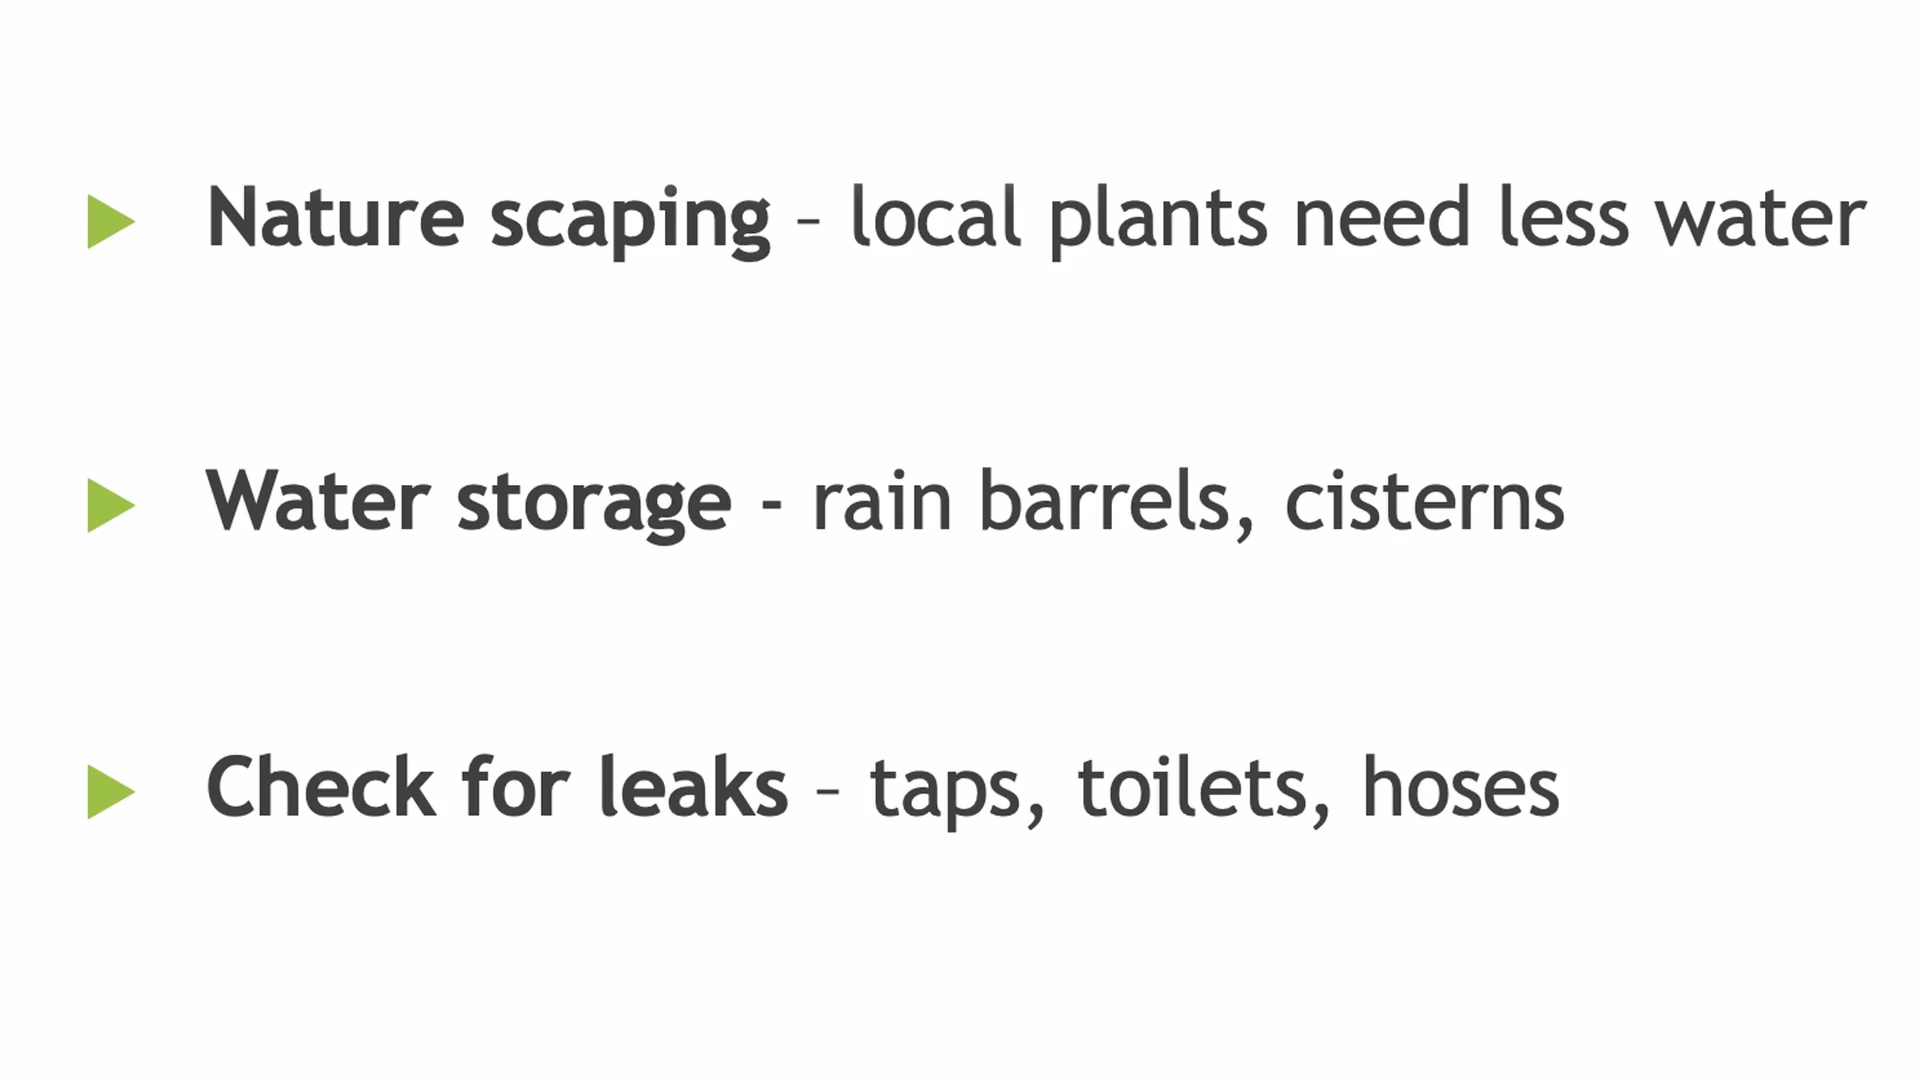 Nature scaping – local plants need less water
Water storage - rain barrels, cisterns
Check for leaks – taps, toilets, hoses